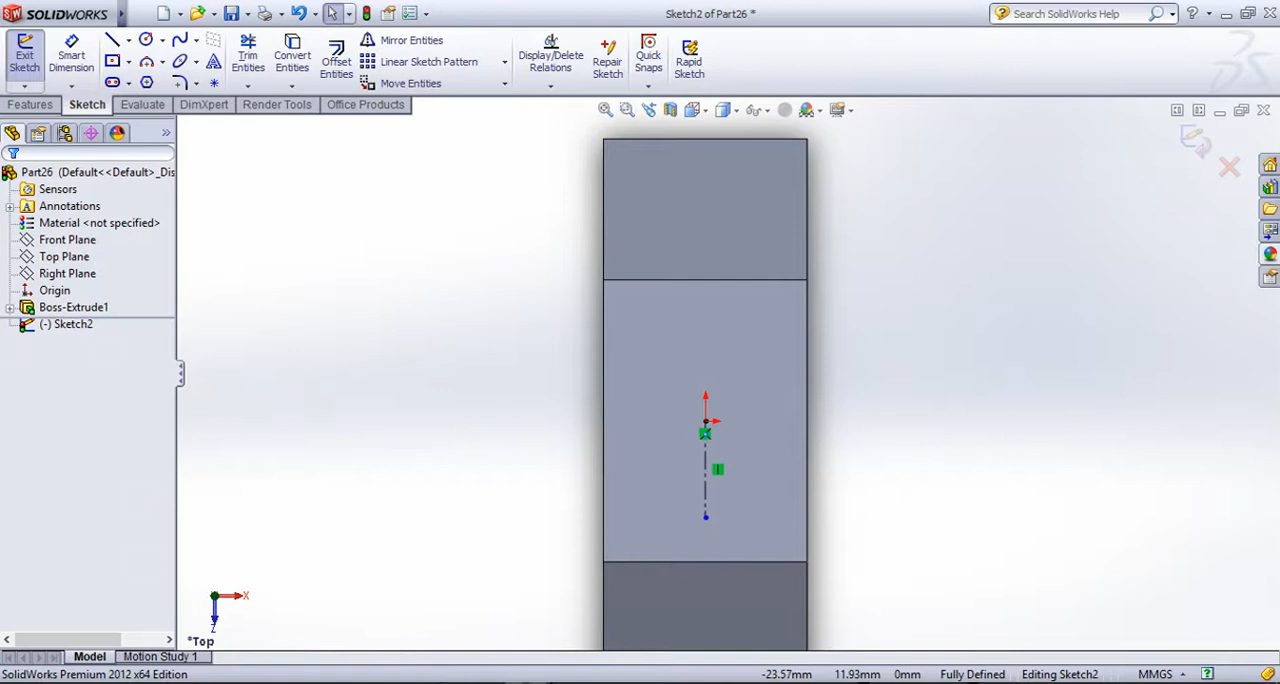 SOLIDWORKS
Sketch2 of Part26 *
Search SolidWorks Help
Exit Sketch
Smart Dimension
Trim Entities
Convert Entities
Offset Entities
Mirror Entities
Linear Sketch Pattern
Move Entities
Display/Delete Relations
Repair Sketch
Quick Snaps
Rapid Sketch
Features
Sketch
Evaluate
DimXpert
Render Tools
Office Products
Part26 (Default<<Default>_Dis
Sensors
Annotations
Material <not specified>
Front Plane
Top Plane
Right Plane
Origin
Boss-Extrude1
(-) Sketch2
X
Z
*Top
Model
Motion Study 1
SolidWorks Premium 2012 x64 Edition
-23.57mm
11.93mm
0mm
Fully Defined
Editing Sketch2
MMGS